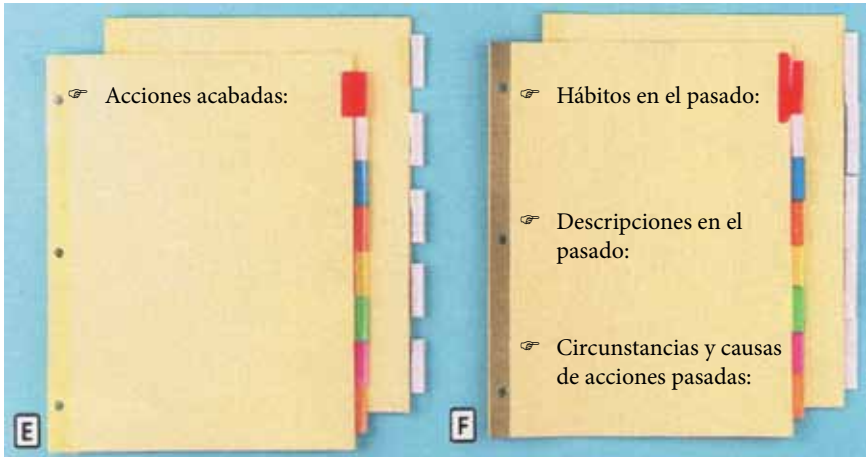 ☞ Acciones acabadas:
E
☞ Hábitos en el pasado:
☞ Descripciones en el
pasado:
☞ Circunstancias y causas
de acciones pasadas:
F